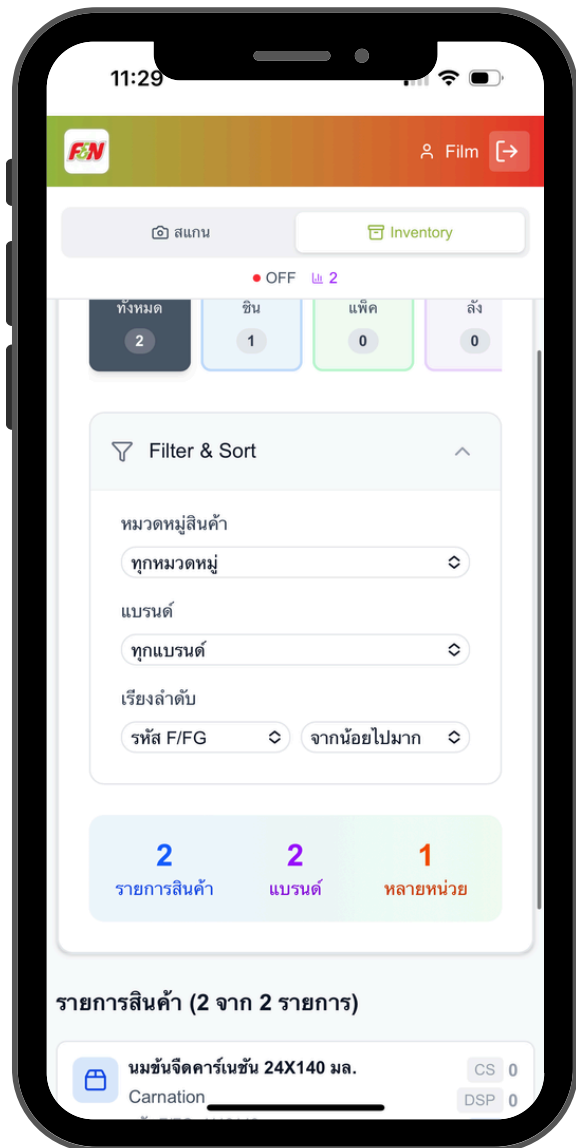 11:29
F&N
Film
สแกน
Inventory
OFF 2
ทั้งหมด
ชิ้น
แพ็ค
ลัง
2
1
0
0
Filter & Sort
หมวดหมู่สินค้า
ทุกหมวดหมู่
แบรนด์
ทุกแบรนด์
เรียงลำดับ
รหัส F/FG
จากน้อยไปมาก
2
2
1
รายการสินค้า
แบรนด์
หลายหน่วย
รายการสินค้า (2 จาก 2 รายการ)
นมข้นจืดคาร์เนชัน 24X140 มล.
CS 0
Carnation
DSP 0